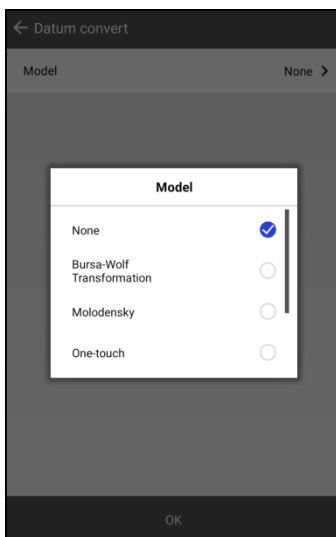 Datum convert
Model None
Model
None
Bursa-Wolf
Transformation
Molodensky
One-touch
OK